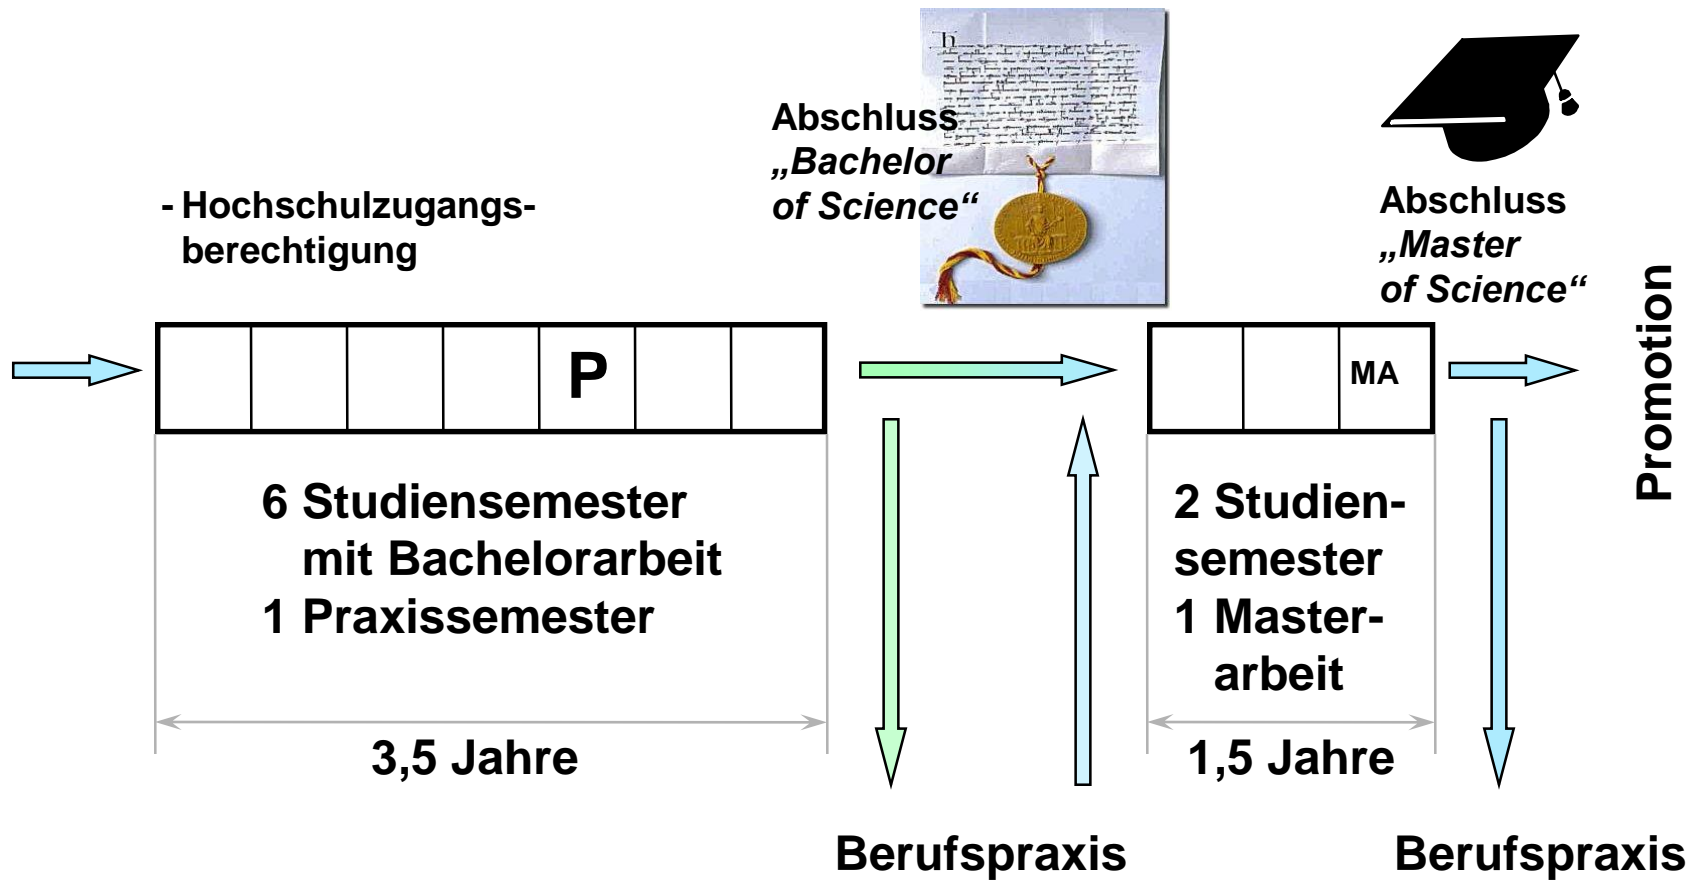 Abschluss
„Bachelor
of Science“
- Hochschulzugangs-
berechtigung
Abschluss
„Master
of Science“
Promotion
P
MA
6 Studiensemester
mit Bachelorarbeit
1 Praxissemester
2 Studien-
semester
1 Master-
arbeit
3,5 Jahre
1,5 Jahre
Berufspraxis
Berufspraxis